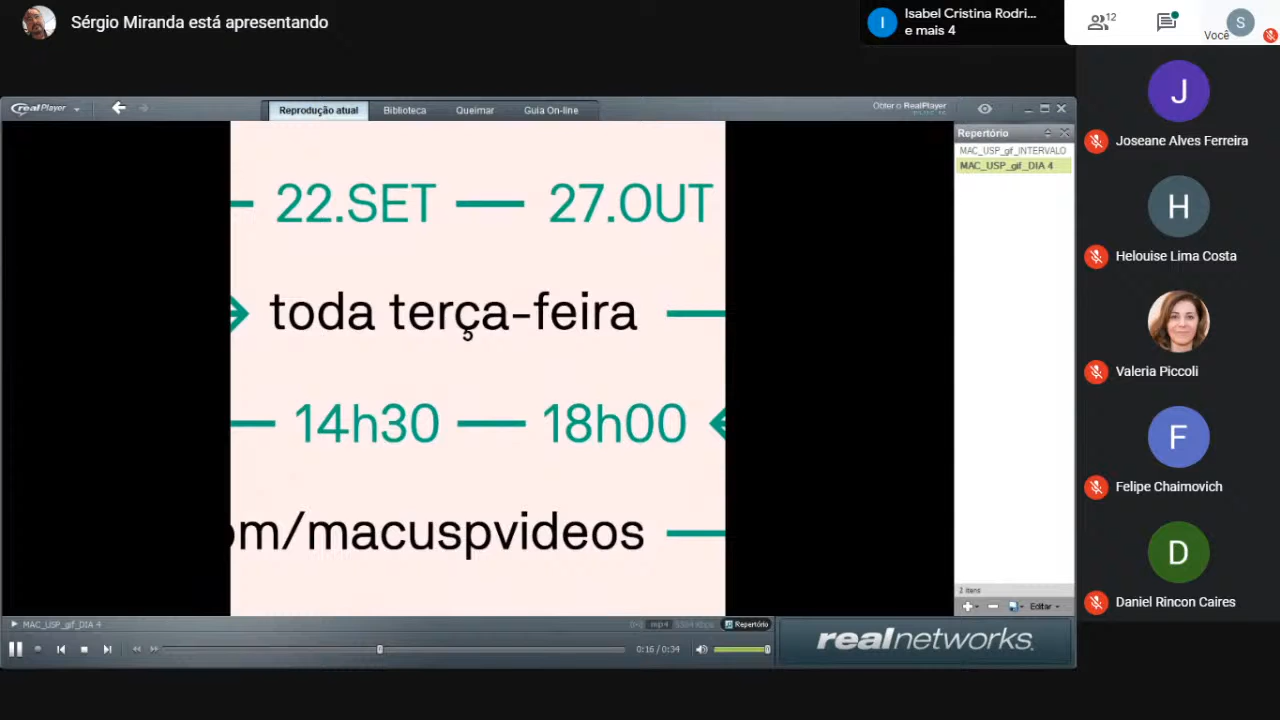 Sérgio Miranda está apresentando
I
Isabel Cristina Rodri...
e mais 4
12
Você
S
realPlayer
Reprodução atual
Biblioteca
Queimar
Guia On-line
Obter o RealPlayer
Repertório
MAC_USP_gif_INTERVALO
MAC_USP_gif_DIA 4
22.SET — 27.OUT
toda terça-feira —
— 14h30 — 18h00
om/macuspvideos —
J
Joseane Alves Ferreira
H
Helouise Lima Costa
Valeria Piccoli
F
Felipe Chaimovich
D
Daniel Rincon Caires
2 itens
Editar
MAC_USP_gif_DIA 4
mp4
Repertório
0:16 / 0:34
realnetworks.